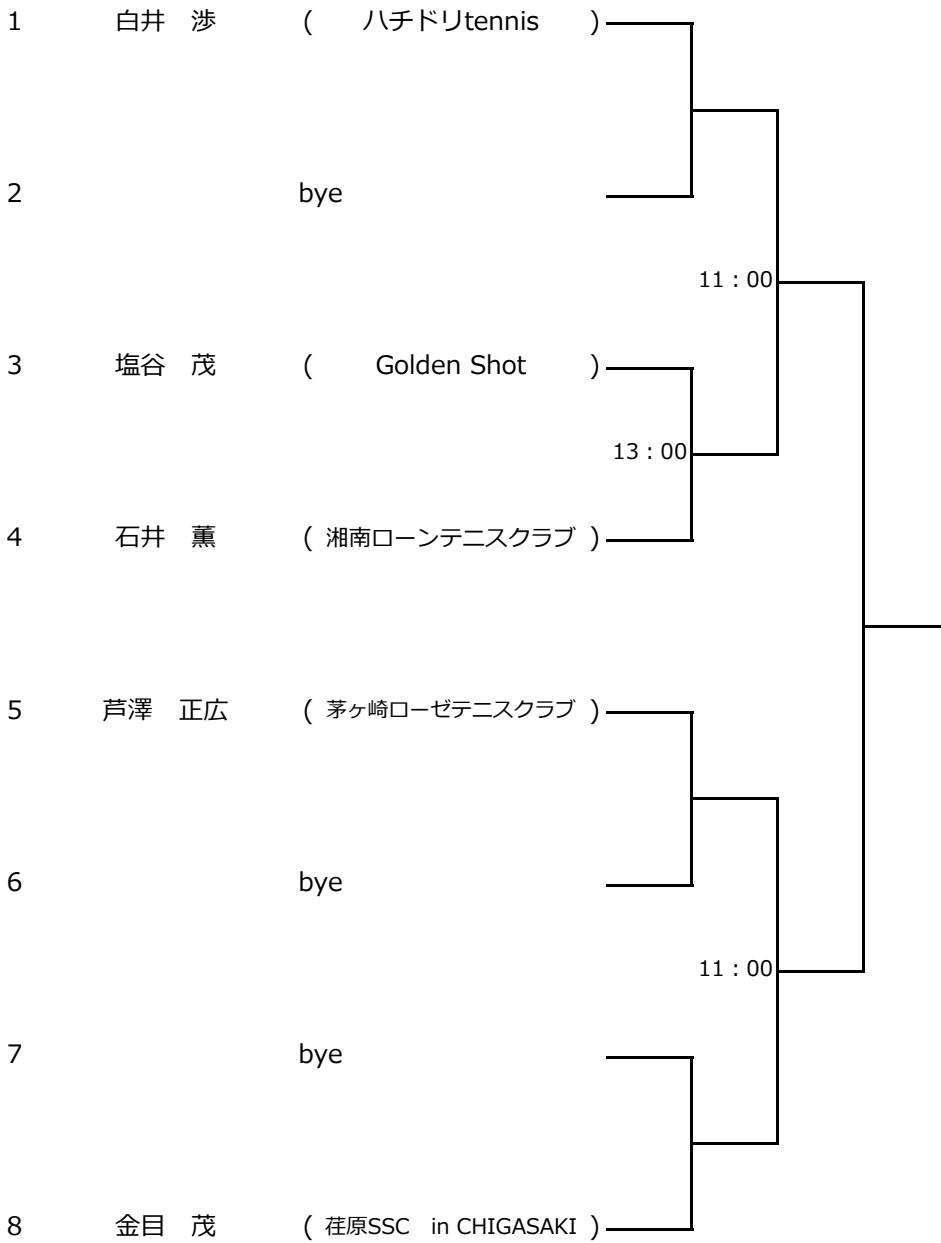 1 白井　渉 ( ハチドリtennis )
2 bye
11：00
3 塩谷　茂 ( Golden Shot )
13：00
4 石井　薫 ( 湘南ローンテニスクラブ )
5 芦澤　正広 ( 茅ヶ崎ローゼテニスクラブ )
6 bye
11：00
7 bye
8 金目　茂 ( 荏原SSC　in CHIGASAKI )